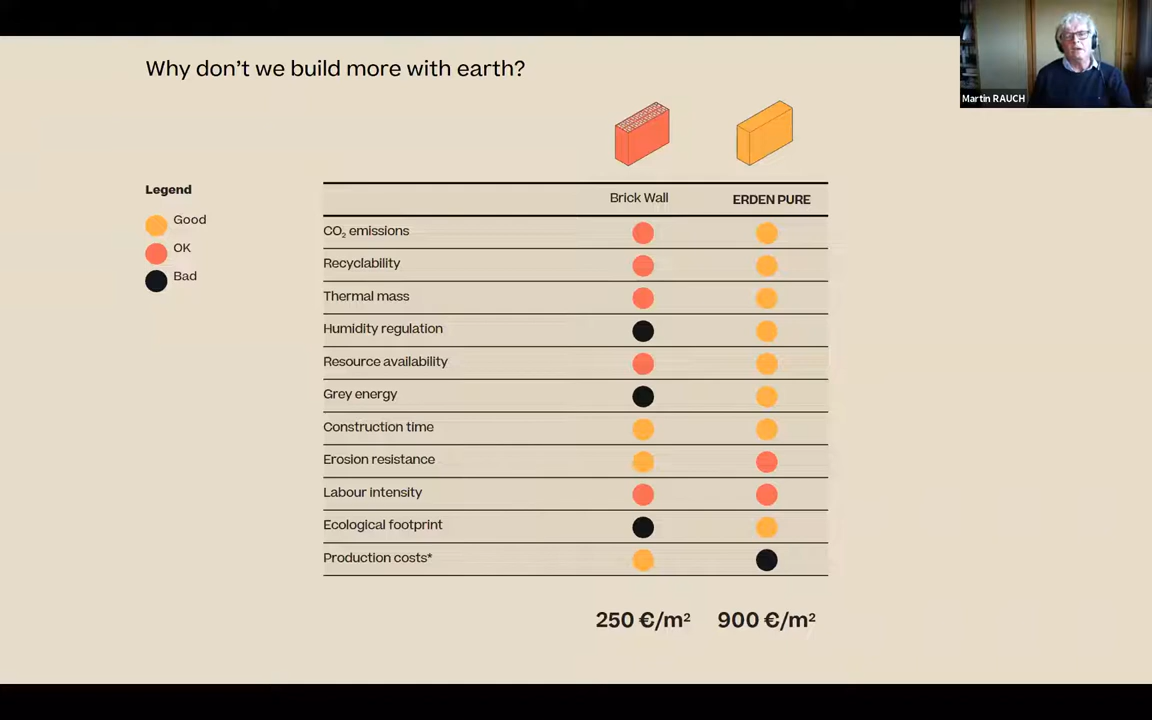 Why don't we build more with earth?
Martin RAUCH
Legend
Good
OK
Bad
Brick Wall ERDEN PURE
CO₂ emissions
Recyclability
Thermal mass
Humidity regulation
Resource availability
Grey energy
Construction time
Erosion resistance
Labour intensity
Ecological footprint
Production costs*
250 €/m² 900 €/m²